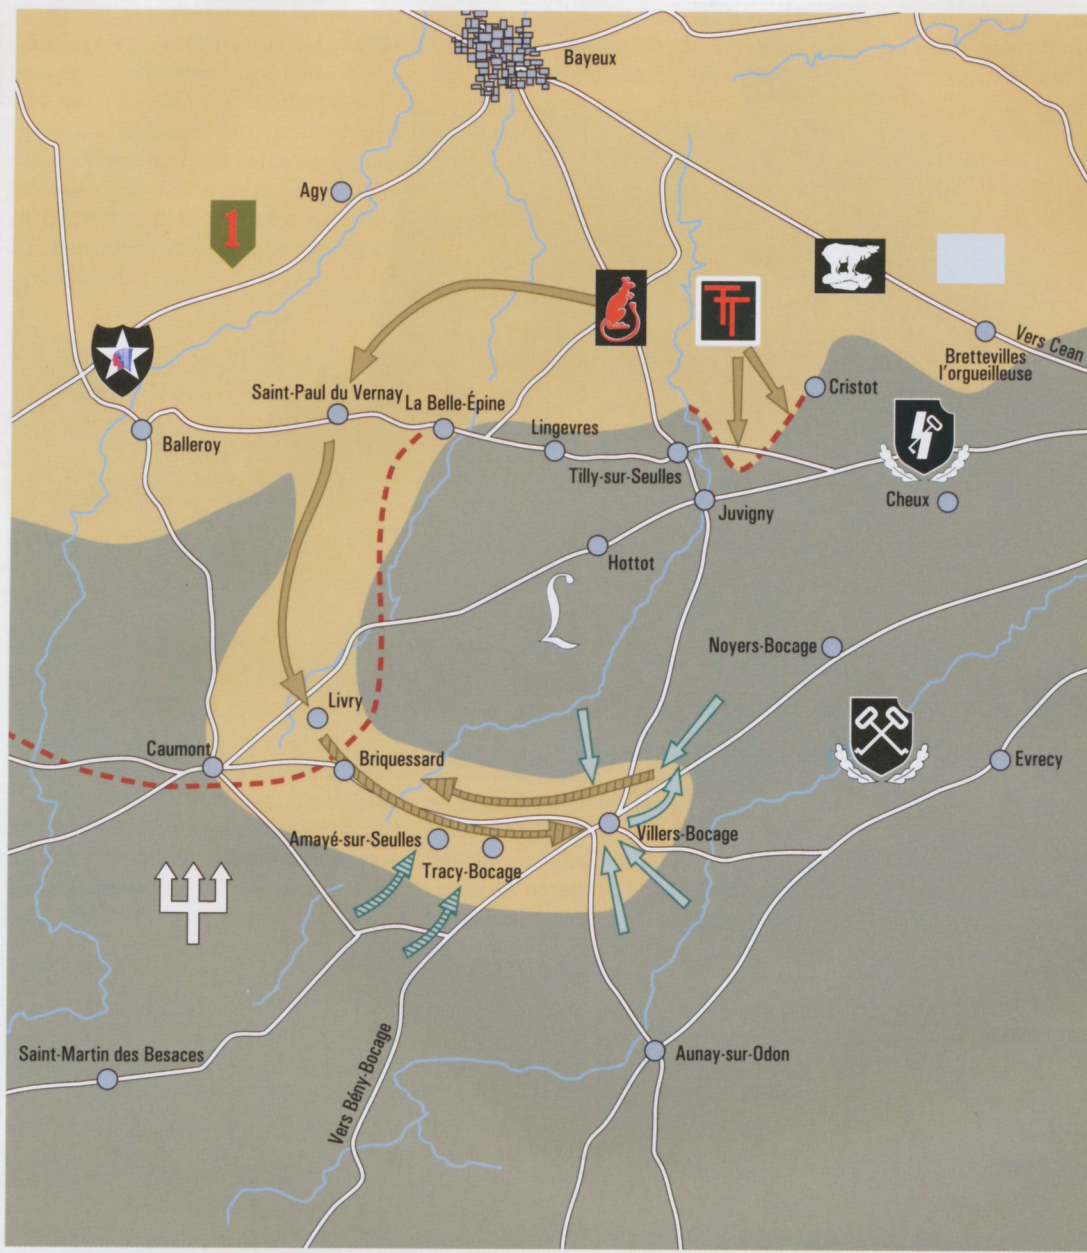 Bayeux
Agy
1
Vers Cean
Brettevilles
l'orgueilleuse
Saint-Paul du Vernay
La Belle-Épine
Cristot
Balleroy
Lingevres
Tilly-sur-Seulles
Cheux
Juvigny
Hottot
L
Noyers-Bocage
Livry
Caumont
Briquessard
Evrecy
Amayé-sur-Seulles
Villers-Bocage
Tracy-Bocage
Saint-Martin des Besaces
Aunay-sur-Odon
Vers Bény-Bocage